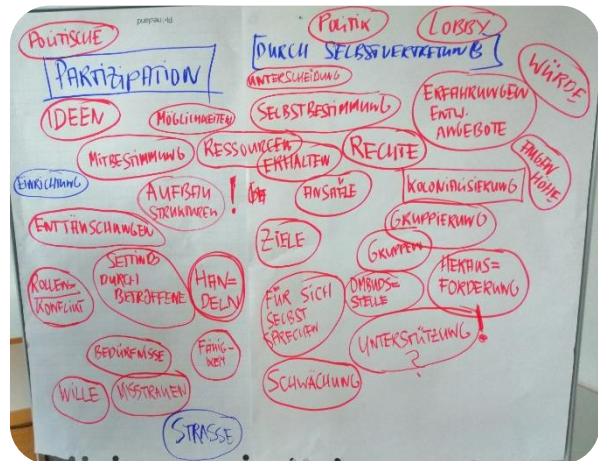 POLITISCHE
POLITIK
LOBBY
PARTIZIPATION
DURCH SELBSTVERTRETUNG
UNTERSCHEIDUNG
WÜRDE
IDEEN
MÖGLICHKEITEN
SELBSTBESTIMMUNG
ERFAHRUNGEN
ENTW.
ANGEBOTE
MITBESTIMMUNG
RESSOURCEN
ERHALTEN
RECHTE
AUGEN
HÖHE
EINRICHTUNG
AUFBAU
STRUKTUREN
!
ANSÄTZE
KOLONIALISIERUNG
ENTTÄUSCHUNGEN
ZIELE
GRUPPIERUNG
GRUPPEN
ROLLEN=
KONFLIKT
SETTING
DURCH
BETROFFENE
HAN=
DELN
FÜR SICH
SELBST
SPRECHEN
OMBUDS=
STELLE
HERAUS=
FORDERUNG
BEDÜRFNISSE
FÄHIG-
KEIT
UNTERSTÜTZUNG !
?
WILLE
MISSTRAUEN
SCHWÄCHUNG
STRASSE